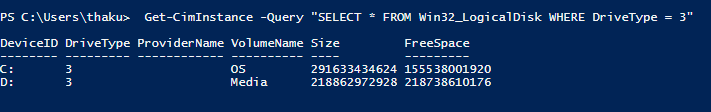 PS C:\Users\thaku>  Get-CimInstance -Query "SELECT * FROM Win32_LogicalDisk WHERE DriveType = 3"
DeviceID DriveType ProviderName VolumeName Size         FreeSpace
-------- --------- ------------ ---------- ----         ---------
C:       3                      OS         291633434624 155538001920
D:       3                      Media      218862972928 218738610176